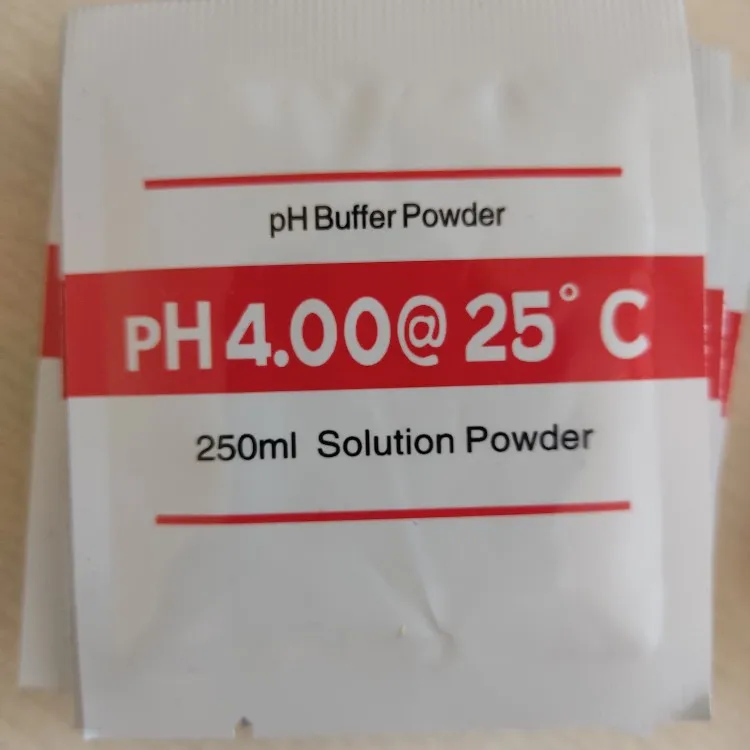 pH Buffer Powder
pH 4.00@ 25° C
250ml Solution Powder